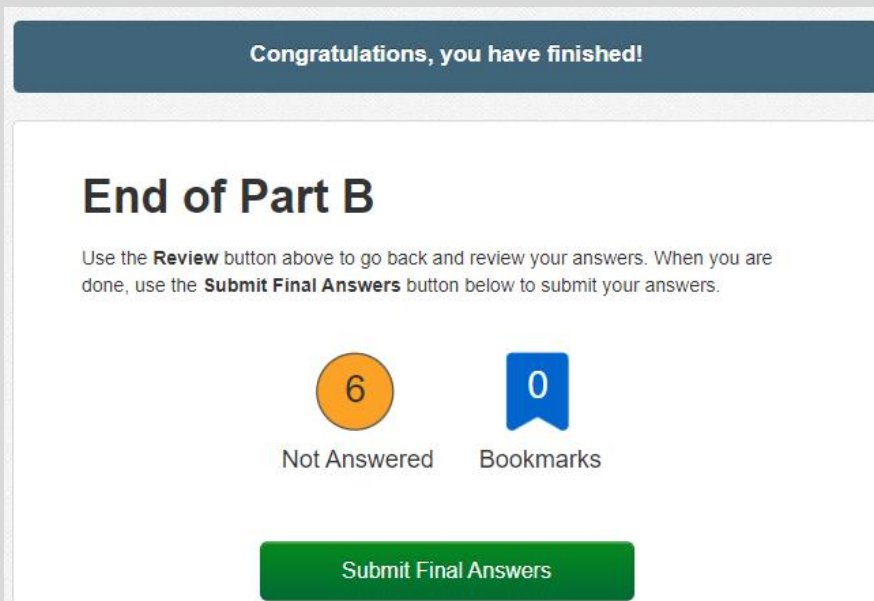 Congratulations, you have finished!
End of Part B
Use the Review button above to go back and review your answers. When you are
done, use the Submit Final Answers button below to submit your answers.
6
0
Not Answered
Bookmarks
Submit Final Answers